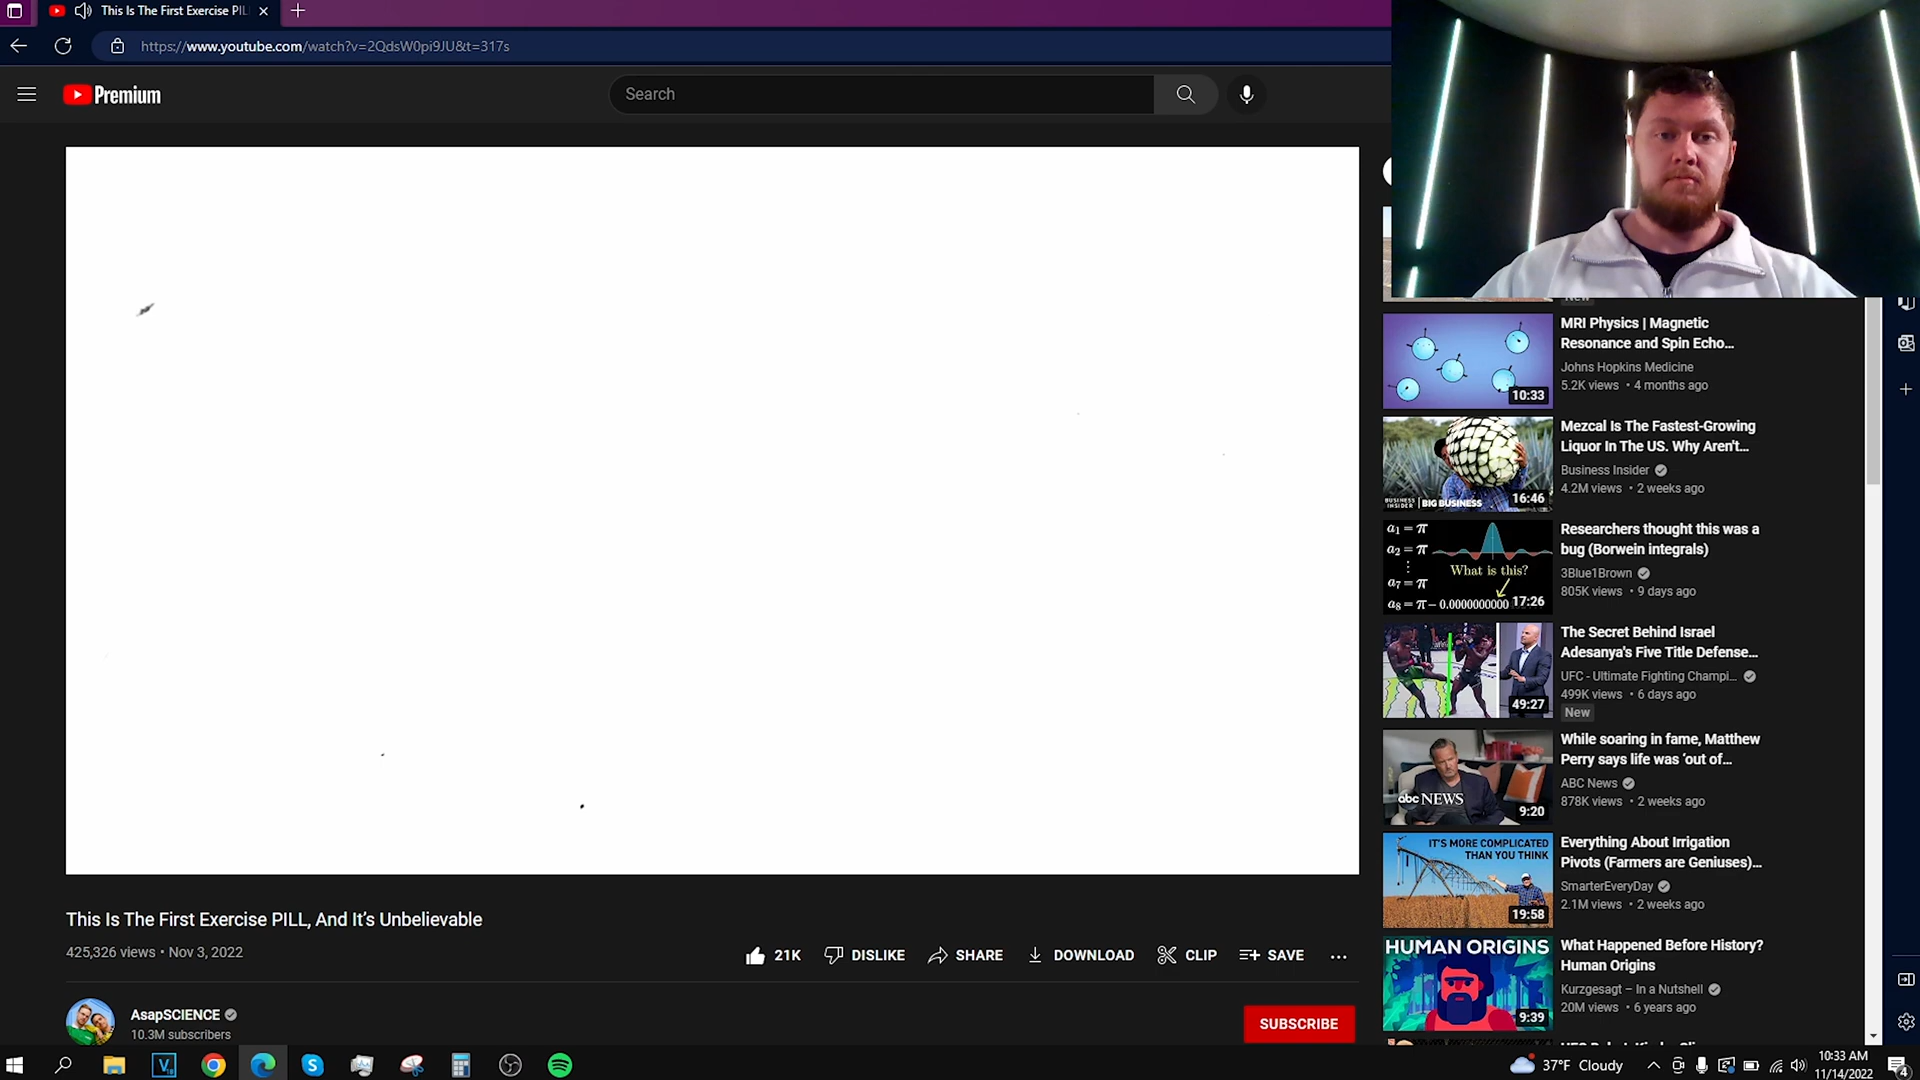 This Is The First Exercise PIL
https://www.youtube.com/watch?v=2QdsW0pi9JU&t=317s
Premium
Search
New
MRI Physics | Magnetic
Resonance and Spin Echo...
Johns Hopkins Medicine
5.2K views • 4 months ago
10:33
Mezcal Is The Fastest-Growing
Liquor In The US. Why Aren't...
Business Insider
4.2M views • 2 weeks ago
BUSINESS
INSIDER
BIG BUSINESS
16:46
Researchers thought this was a
bug (Borwein integrals)
3Blue1Brown
805K views • 9 days ago
a₁ = π
a₂ = π
⋮
What is this?
a₇ = π
a₈ = π − 0.0000000000
17:26
The Secret Behind Israel
Adesanya's Five Title Defense...
UFC - Ultimate Fighting Champi...
499K views • 6 days ago
New
49:27
While soaring in fame, Matthew
Perry says life was ‘out of...
ABC News
878K views • 2 weeks ago
abc NEWS
9:20
Everything About Irrigation
Pivots (Farmers are Geniuses)...
SmarterEveryDay
2.1M views • 2 weeks ago
IT'S MORE COMPLICATED
THAN YOU THINK
19:58
What Happened Before History?
Human Origins
Kurzgesagt – In a Nutshell
20M views • 6 years ago
HUMAN ORIGINS
9:39
This Is The First Exercise PILL, And It’s Unbelievable
425,326 views • Nov 3, 2022
21K
DISLIKE
SHARE
DOWNLOAD
CLIP
SAVE
AsapSCIENCE
10.3M subscribers
SUBSCRIBE
37°F Cloudy
10:33 AM
11/14/2022
4